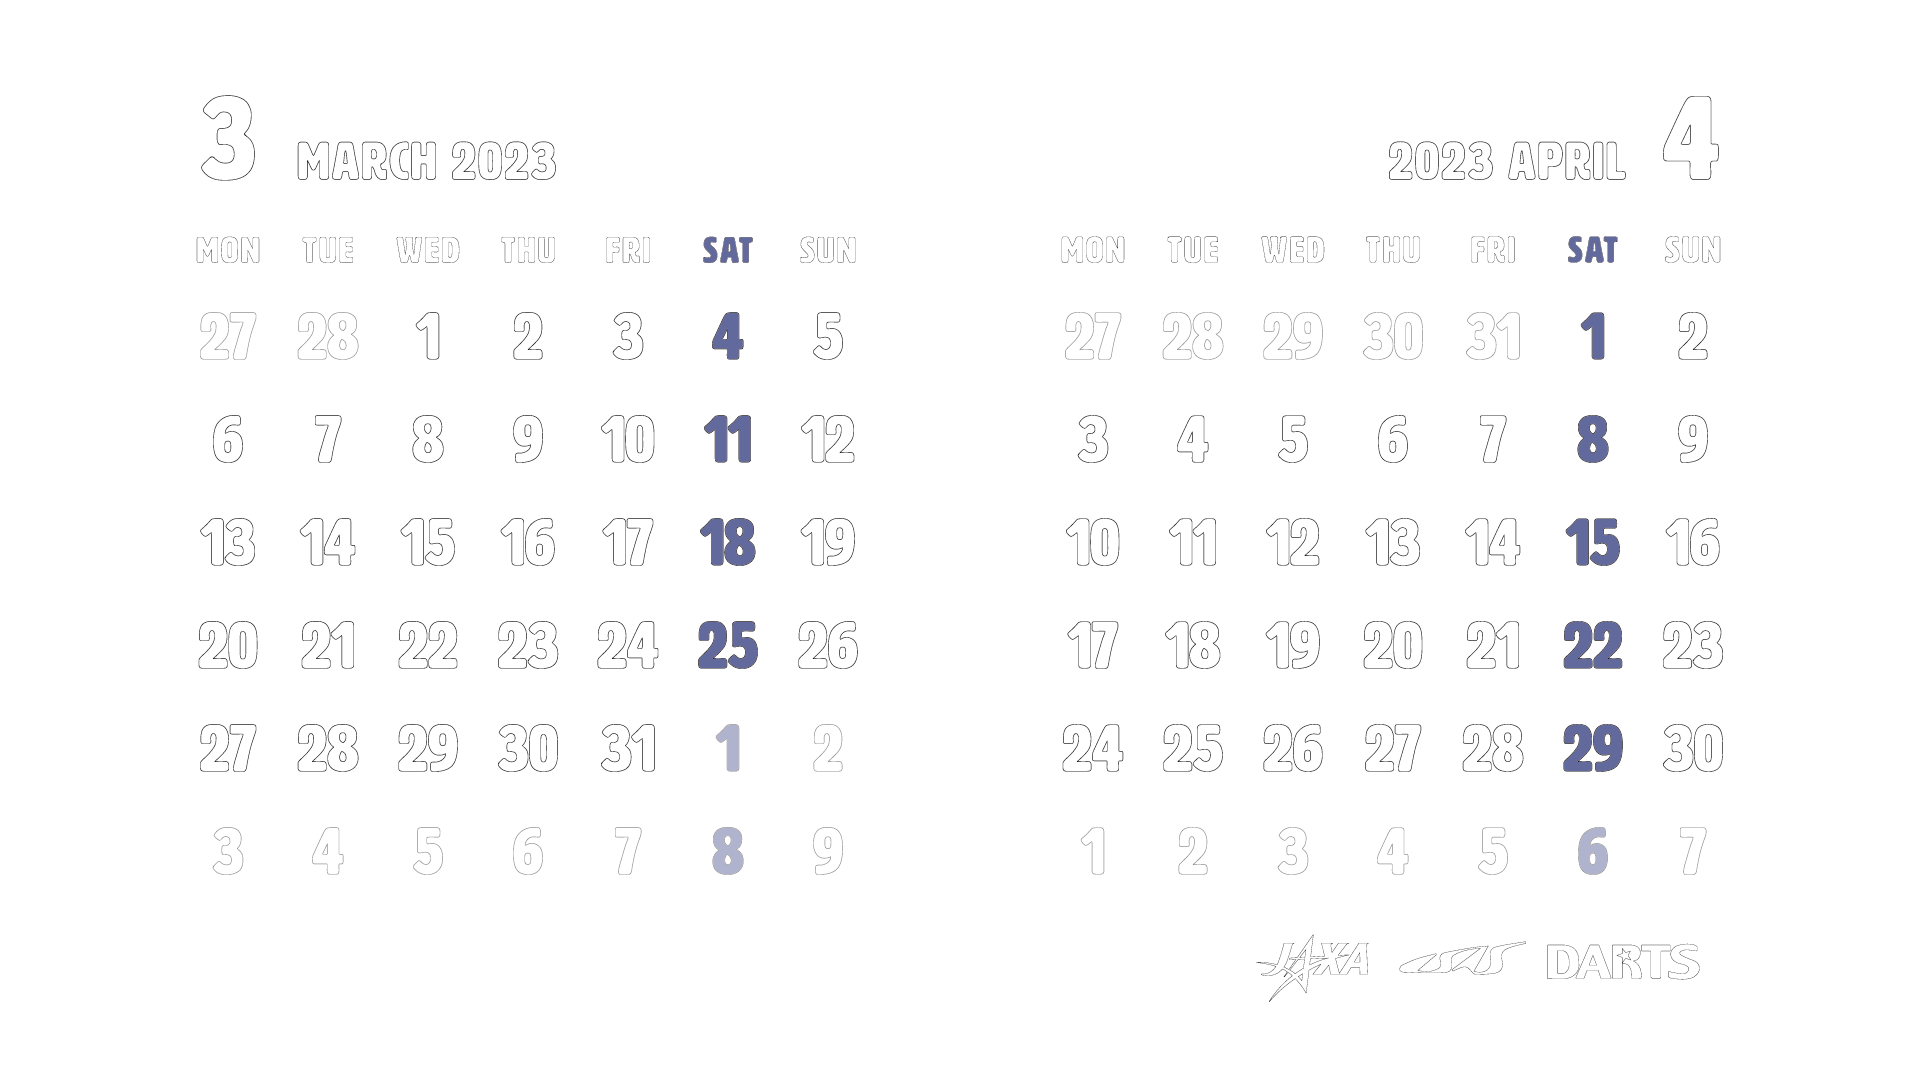 3 MARCH 2023
MON TUE WED THU FRI SAT SUN
27 28 1 2 3 4 5
6 7 8 9 10 11 12
13 14 15 16 17 18 19
20 21 22 23 24 25 26
27 28 29 30 31 1 2
3 4 5 6 7 8 9
2023 APRIL 4
MON TUE WED THU FRI SAT SUN
27 28 29 30 31 1 2
3 4 5 6 7 8 9
10 11 12 13 14 15 16
17 18 19 20 21 22 23
24 25 26 27 28 29 30
1 2 3 4 5 6 7
JAXA ISAS DARTS